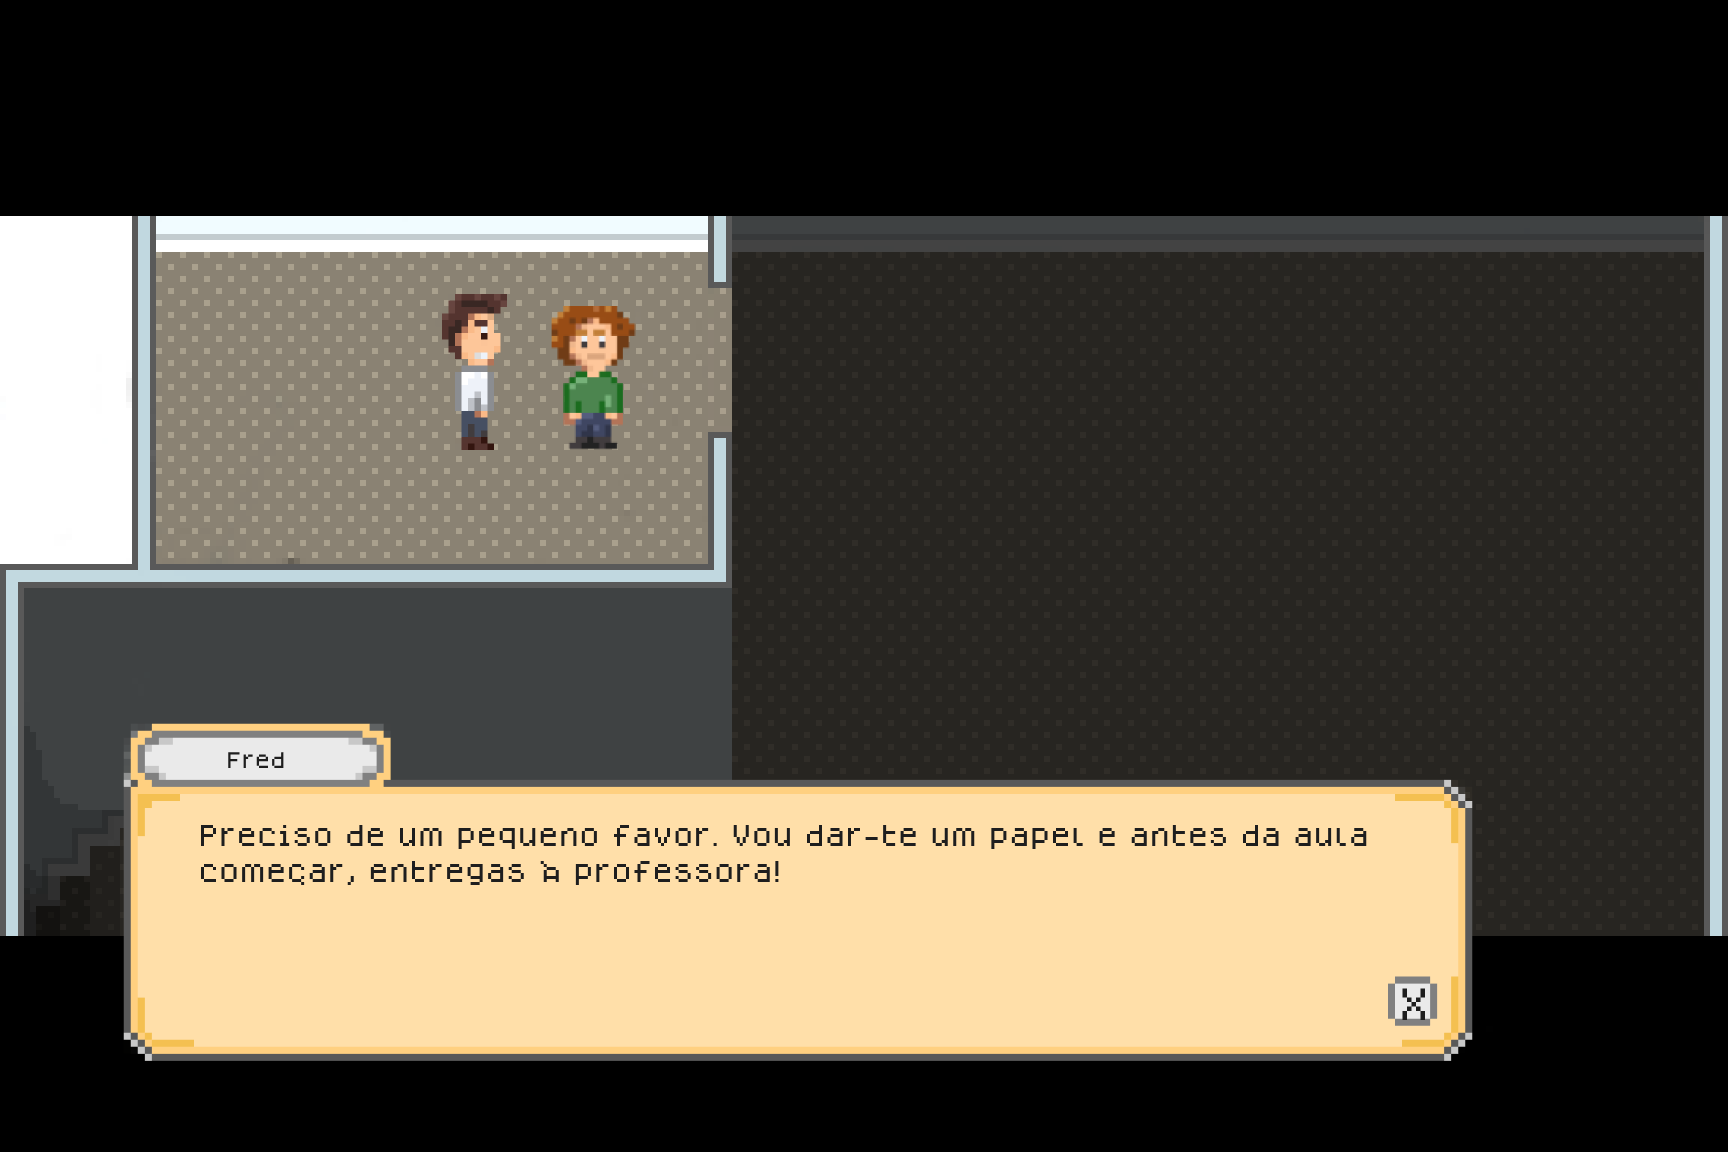 Fred
Preciso de um pequeno favor. Vou dar-te um papel e antes da aula
começar, entregas à professora!
X